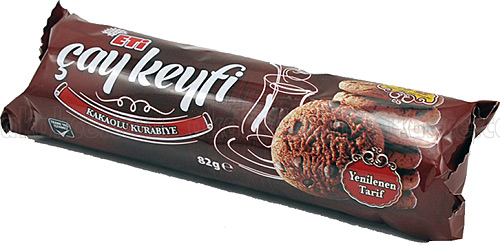 ETİ
çay keyfi
KAKAOLU KURABİYE
82g e
Yenilenen
Tarif